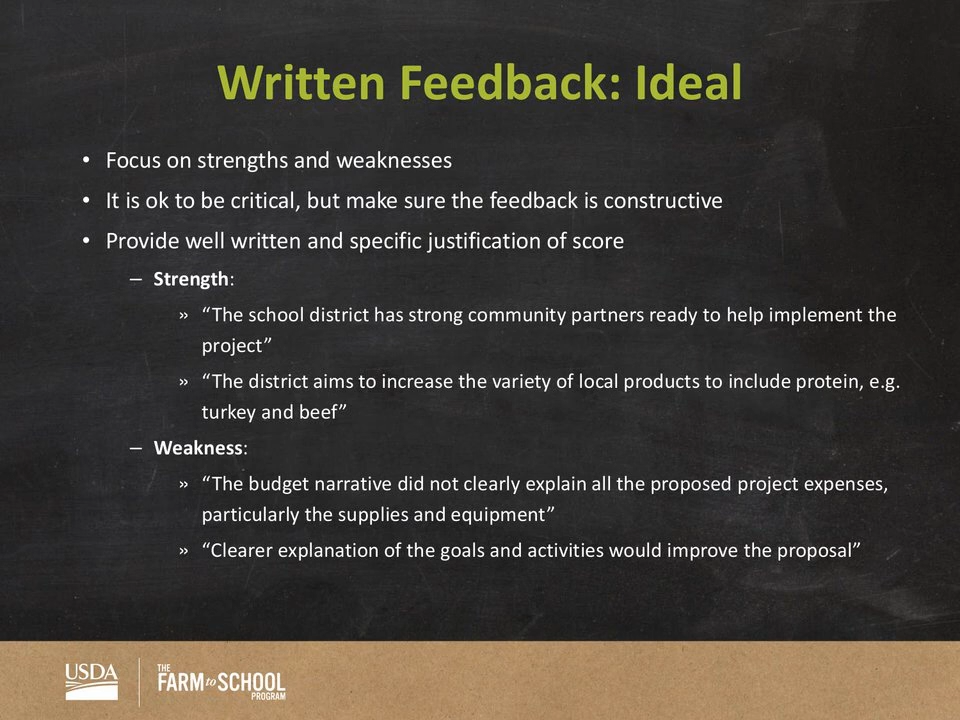 Written Feedback: Ideal
• Focus on strengths and weaknesses
• It is ok to be critical, but make sure the feedback is constructive
• Provide well written and specific justification of score
– Strength:
» “The school district has strong community partners ready to help implement the
project”
» “The district aims to increase the variety of local products to include protein, e.g.
turkey and beef”
– Weakness:
» “The budget narrative did not clearly explain all the proposed project expenses,
particularly the supplies and equipment”
» “Clearer explanation of the goals and activities would improve the proposal”
USDA
THE
FARM to SCHOOL
PROGRAM